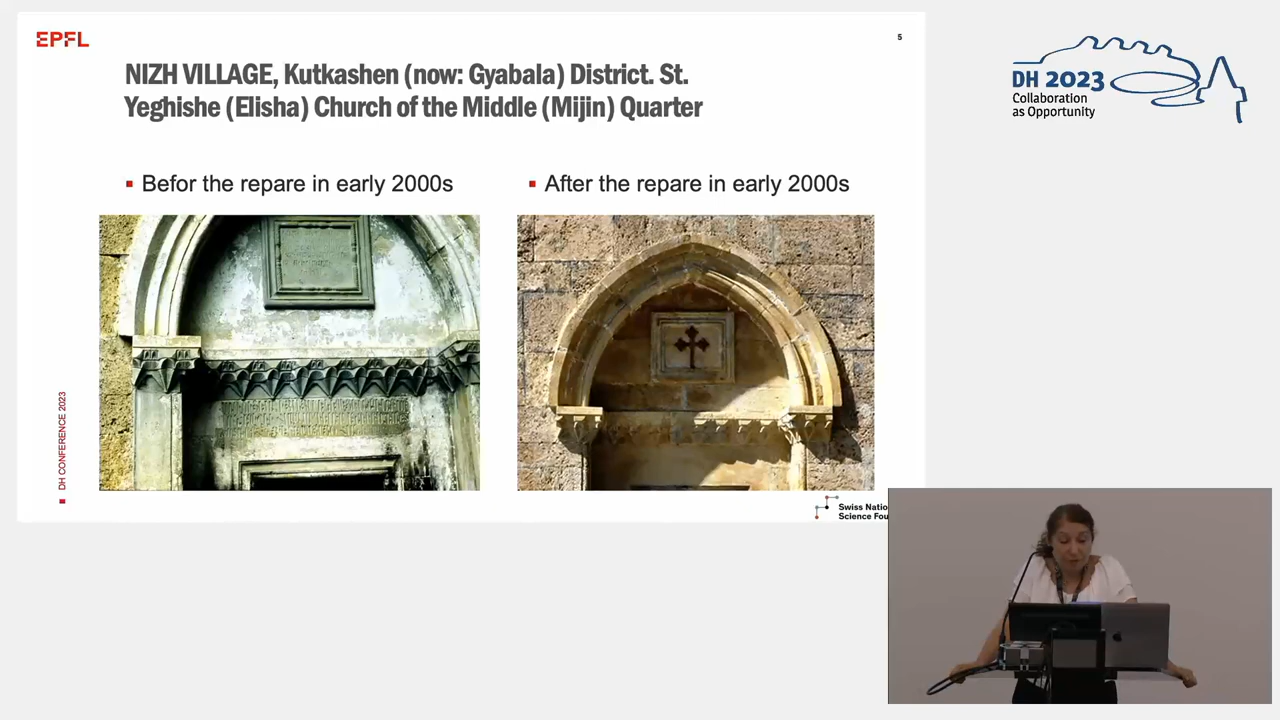 EPFL
5
NIZH VILLAGE, Kutkashen (now: Gyabala) District. St.
Yeghishe (Elisha) Church of the Middle (Mijin) Quarter
Befor the repare in early 2000s
After the repare in early 2000s
DH CONFERENCE 2023
Swiss Natio
Science Fou
DH 2023
Collaboration
as Opportunity